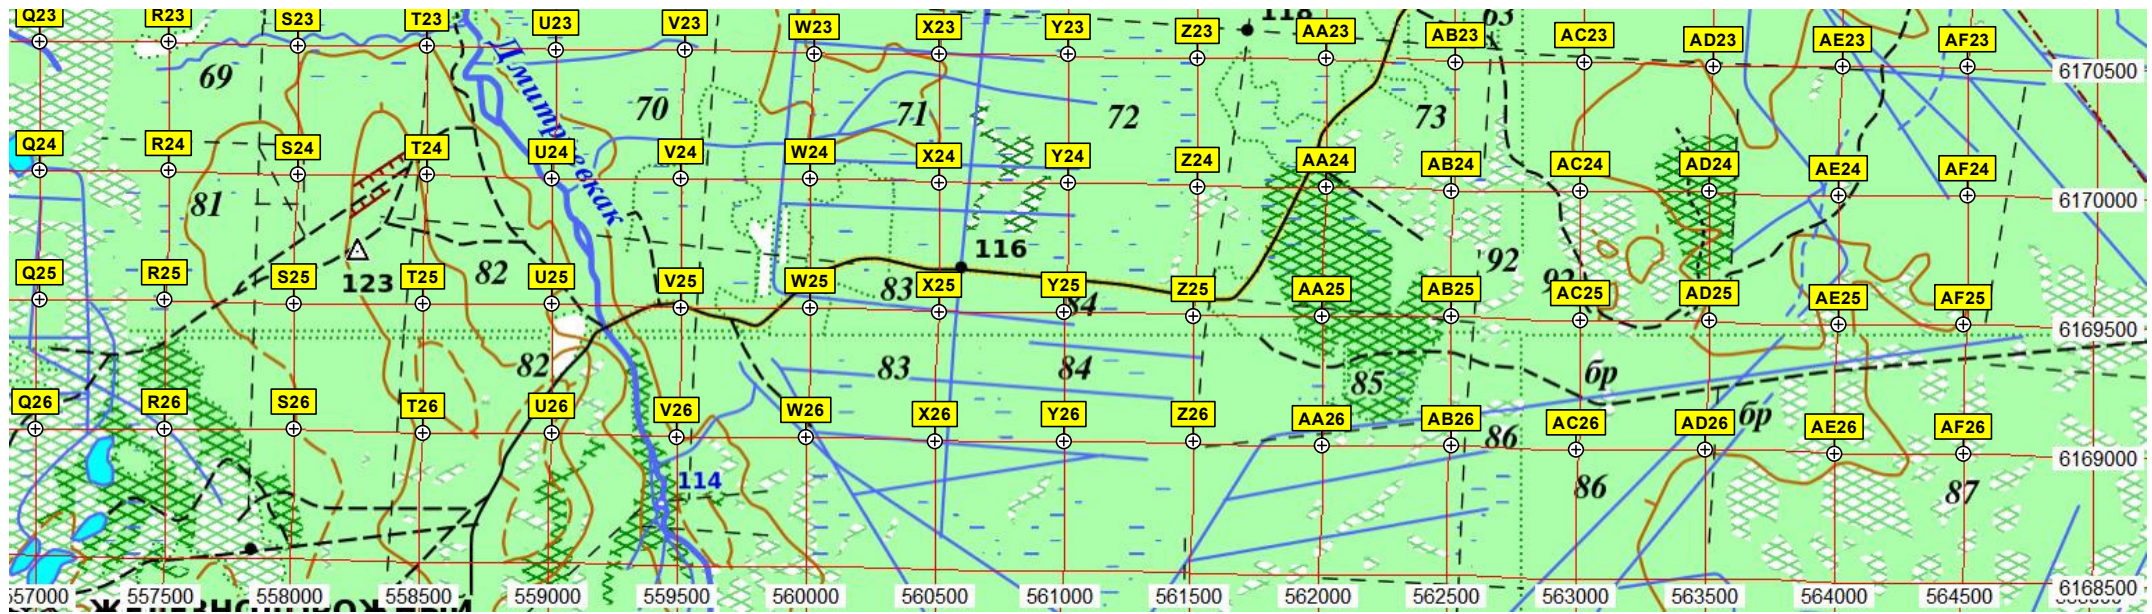 Q23 R23 S23 T23 U23 V23 W23 X23 Y23 Z23 AA23 AB23 AC23 AD23 AE23 AF23
118 63
6170500
69 70 71 72 73
Q24 R24 S24 T24 U24 V24 W24 X24 Y24 Z24 AA24 AB24 AC24 AD24 AE24 AF24
6170000
81 82 116 92 92
123 83 84
Q25 R25 S25 T25 U25 V25 W25 X25 Y25 Z25 AA25 AB25 AC25 AD25 AE25 AF25
6169500
82 83 84 85 бр
бр
Q26 R26 S26 T26 U26 V26 W26 X26 Y26 Z26 AA26 AB26 AC26 AD26 AE26 AF26
86
6169000
114 86 87
6168500
557000 557500 558000 558500 559000 559500 560000 560500 561000 561500 562000 562500 563000 563500 564000 564500
ЖЕЛЕЗНОДОРОЖНЫЙ